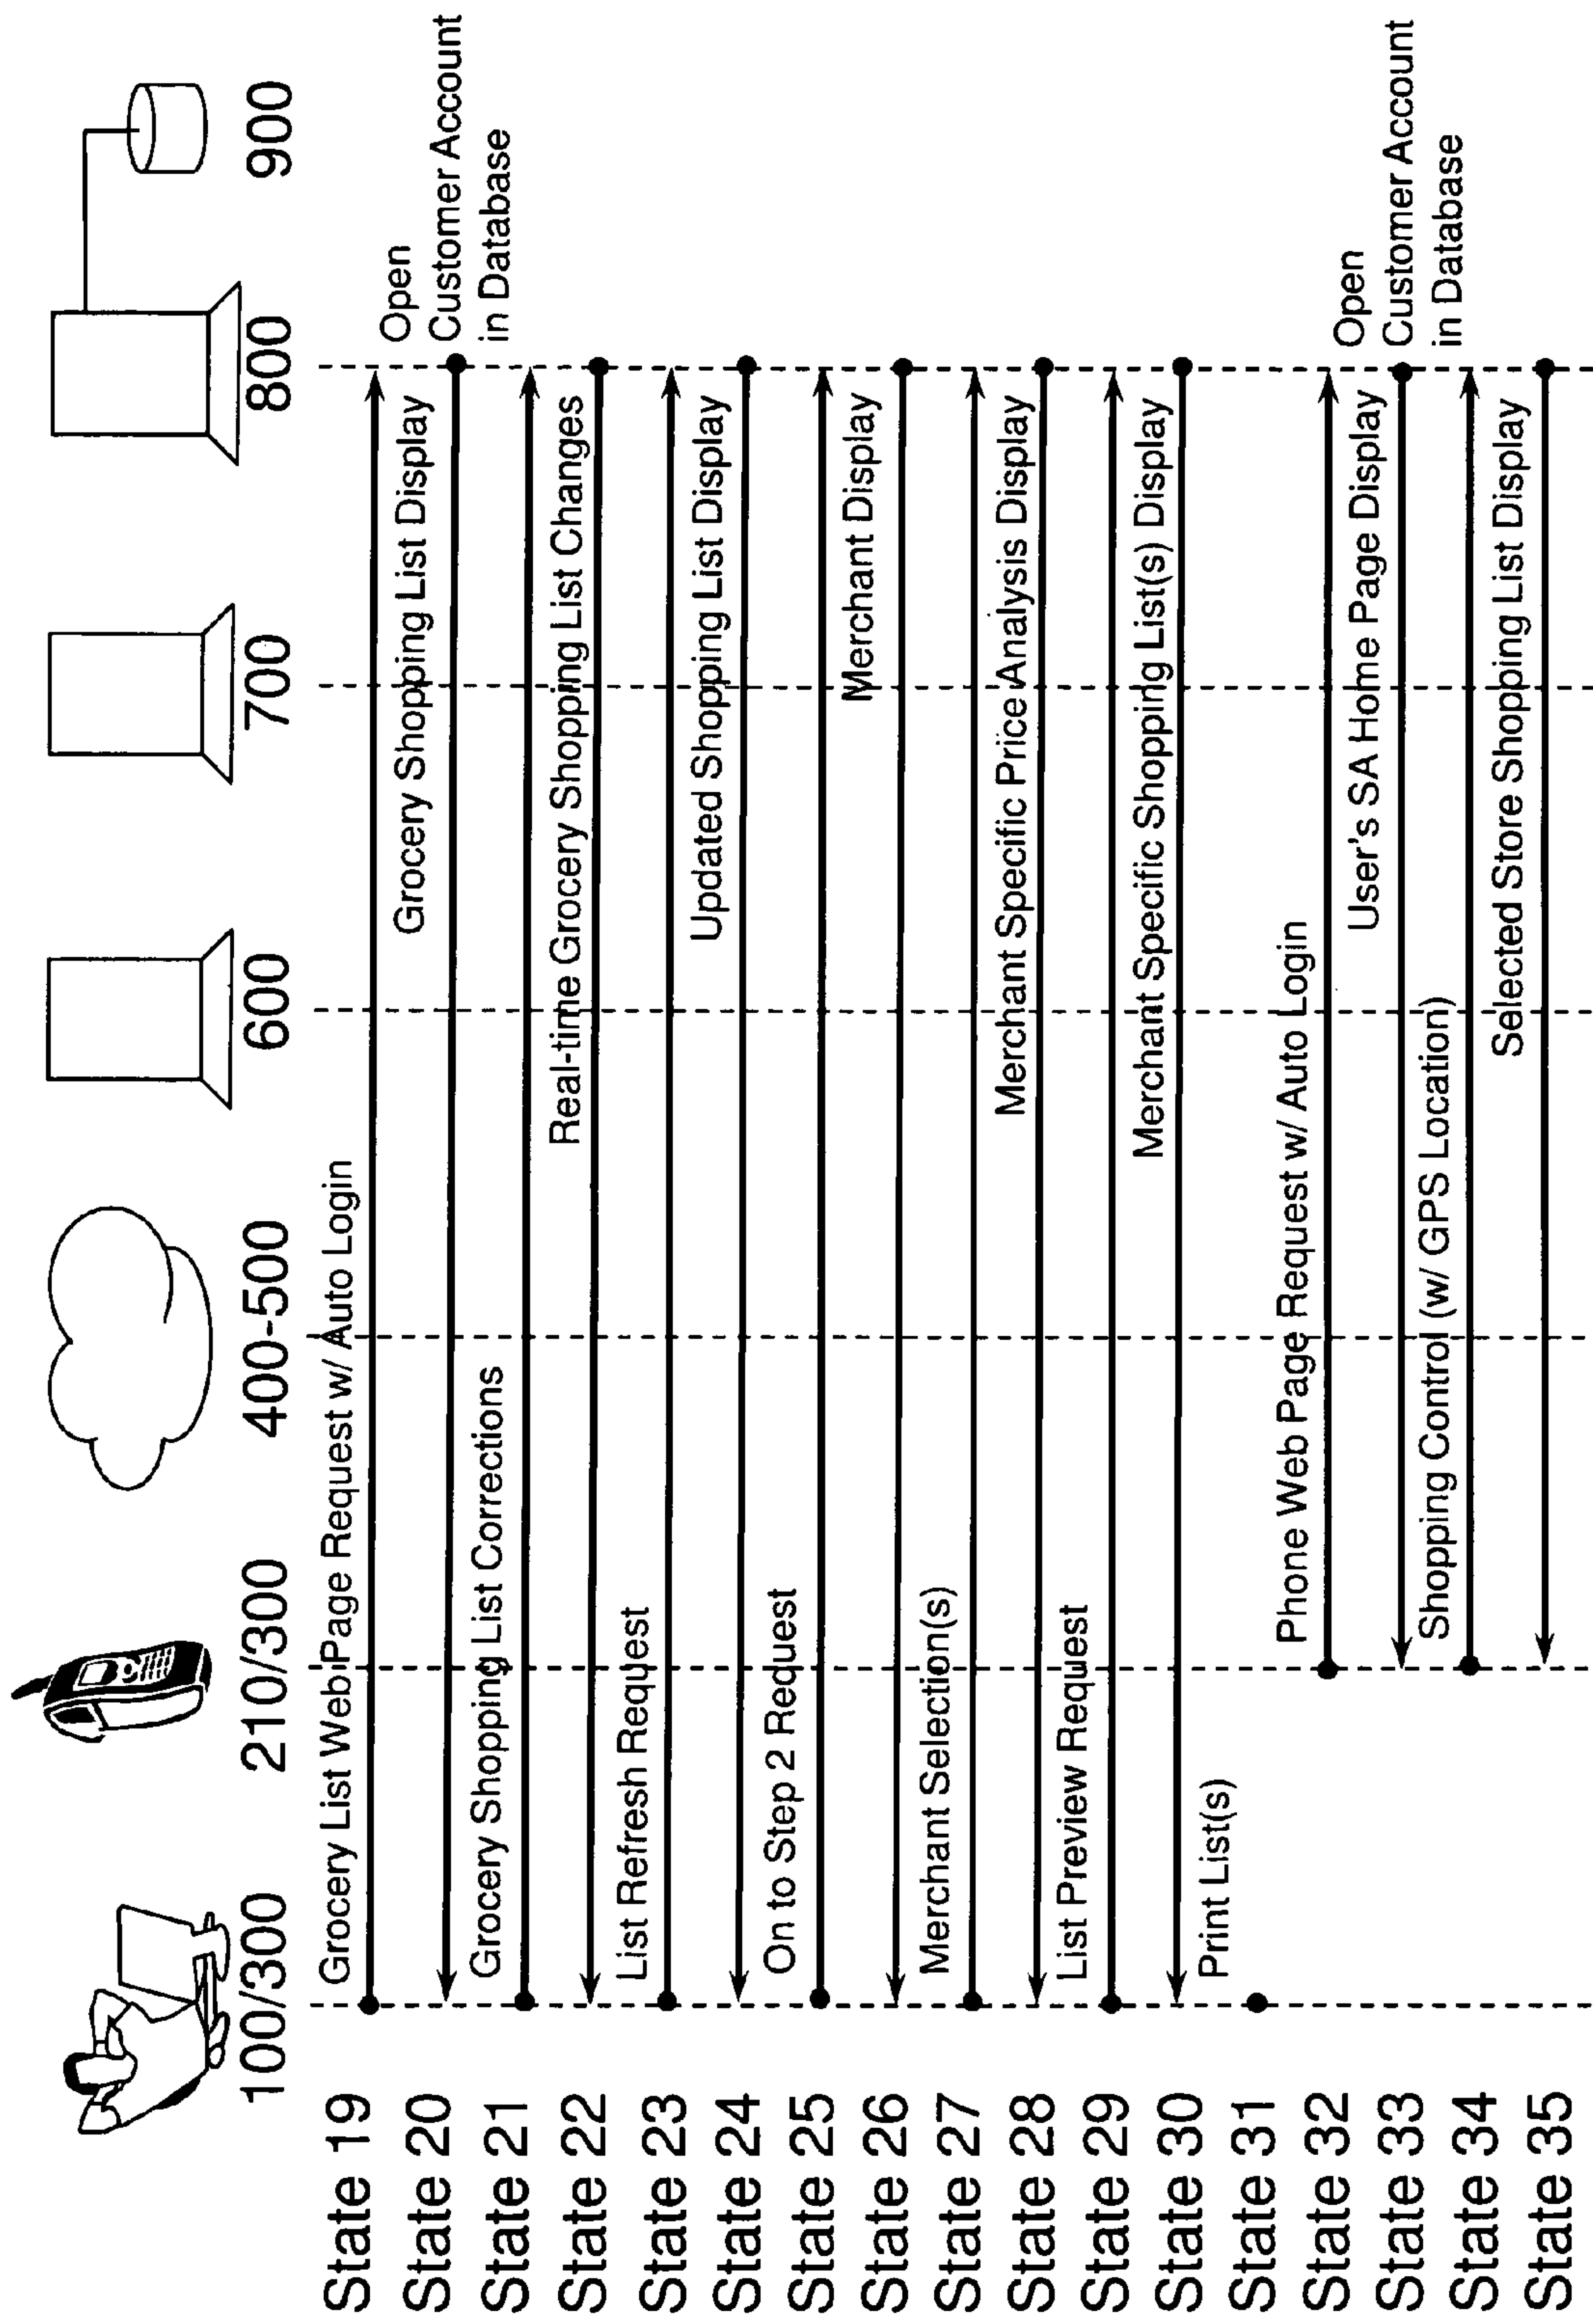 100/300
210/300
400-500
600
700
800
900
State 19
Grocery List Web Page Request w/ Auto Login
Open
Customer Account
in Database
State 20
Grocery Shopping List Display
State 21
Grocery Shopping List Corrections
State 22
Real-time Grocery Shopping List Changes
State 23
List Refresh Request
State 24
Updated Shopping List Display
State 25
On to Step 2 Request
State 26
Merchant Display
State 27
Merchant Selection(s)
State 28
Merchant Specific Price Analysis Display
State 29
List Preview Request
State 30
Merchant Specific Shopping List(s) Display
State 31
Print List(s)
State 32
Phone Web Page Request w/ Auto Login
Open
Customer Account
in Database
State 33
User's SA Home Page Display
State 34
Shopping Control (w/ GPS Location)
State 35
Selected Store Shopping List Display